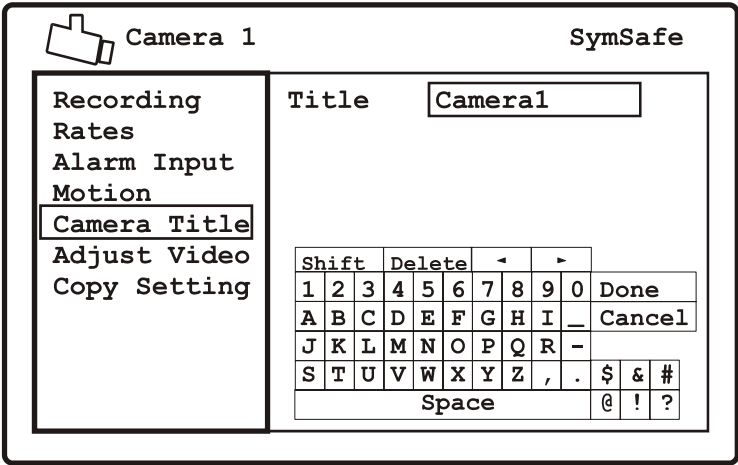 Camera 1 SymSafe
Recording
Rates
Alarm Input
Motion
Camera Title
Adjust Video
Copy Setting
Title Camera1
Shift Delete ◄ ►
1 2 3 4 5 6 7 8 9 0 Done
A B C D E F G H I _ Cancel
J K L M N O P Q R -
S T U V W X Y Z , . $ & #
Space @ ! ?